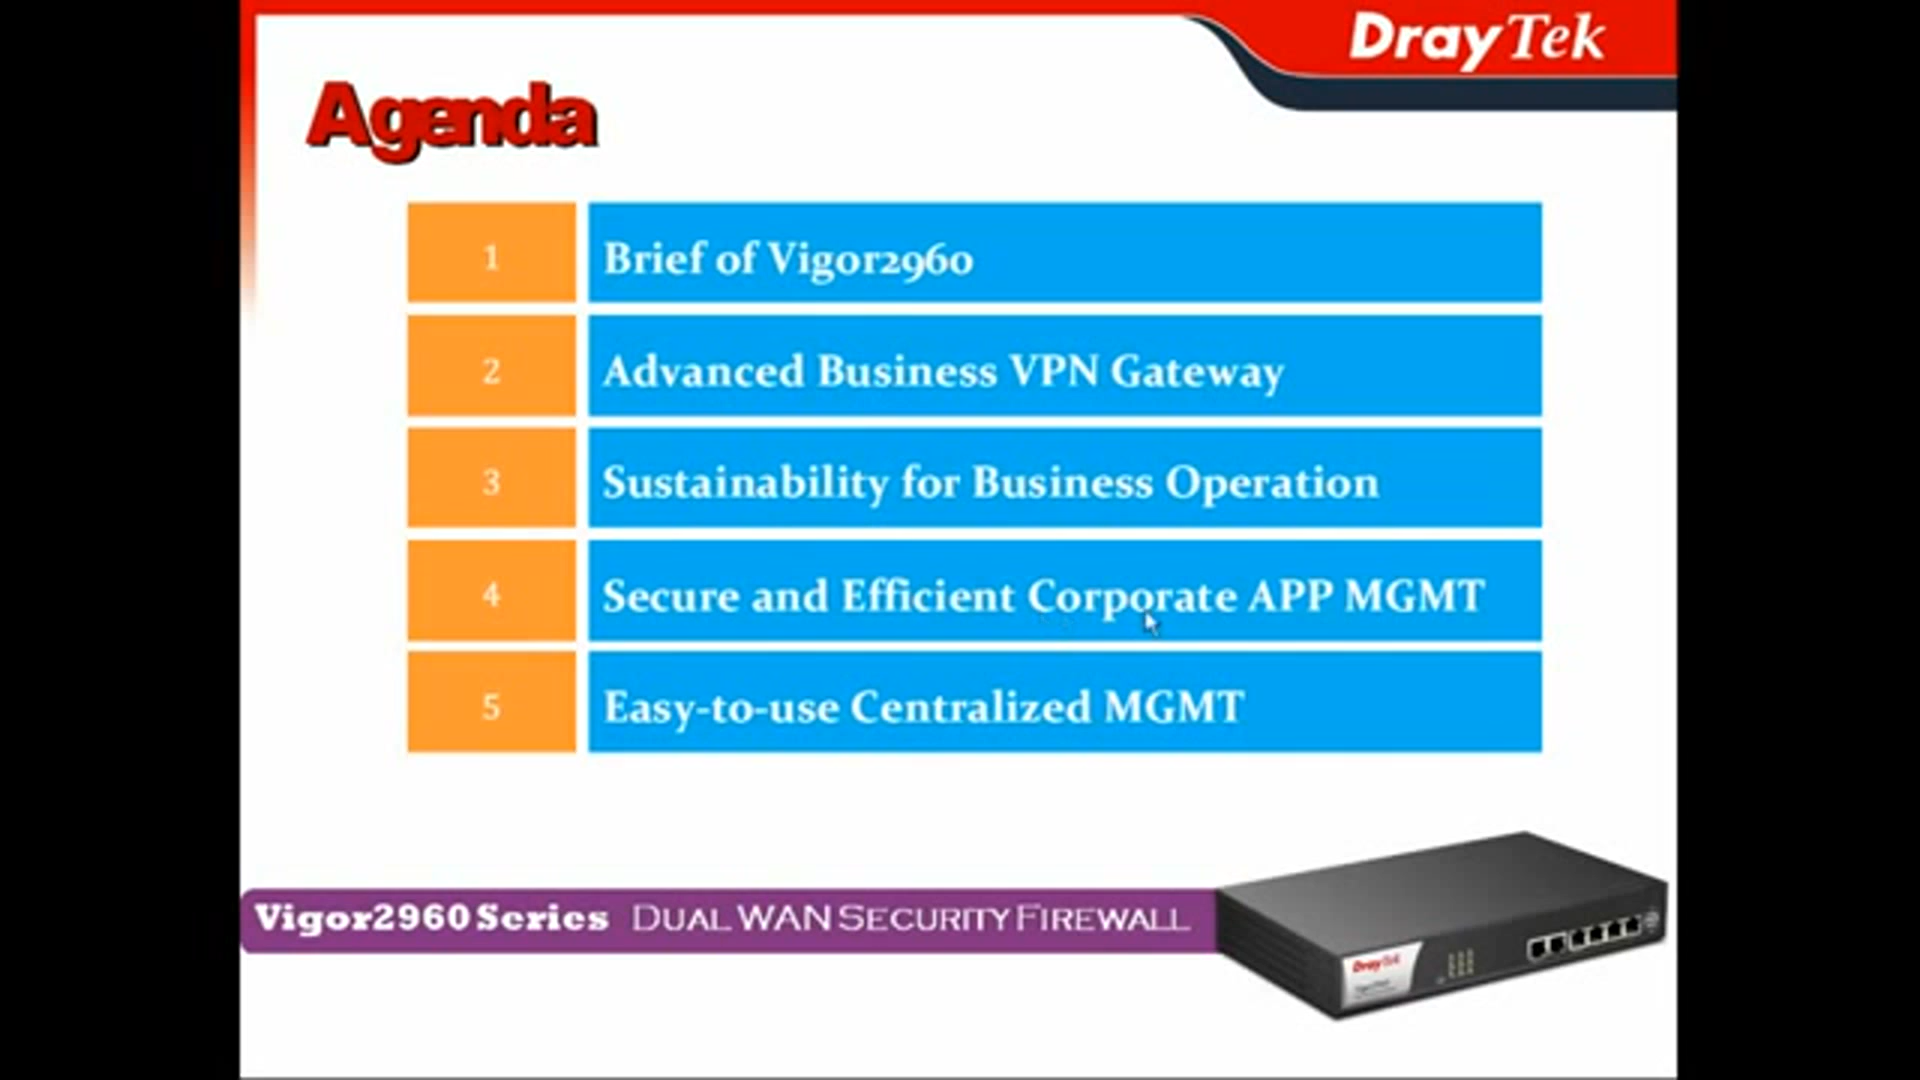 DrayTek
Agenda
1 Brief of Vigor2960
2 Advanced Business VPN Gateway
3 Sustainability for Business Operation
4 Secure and Efficient Corporate APP MGMT
5 Easy-to-use Centralized MGMT
Vigor2960 Series DUAL WAN SECURITY FIREWALL
DrayTek